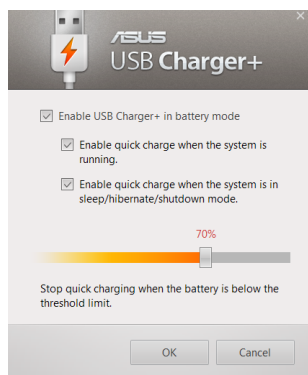 ASUS
USB Charger+
Enable USB Charger+ in battery mode
Enable quick charge when the system is
running.
Enable quick charge when the system is in
sleep/hibernate/shutdown mode.
70%
Stop quick charging when the battery is below the
threshold limit.
OK
Cancel